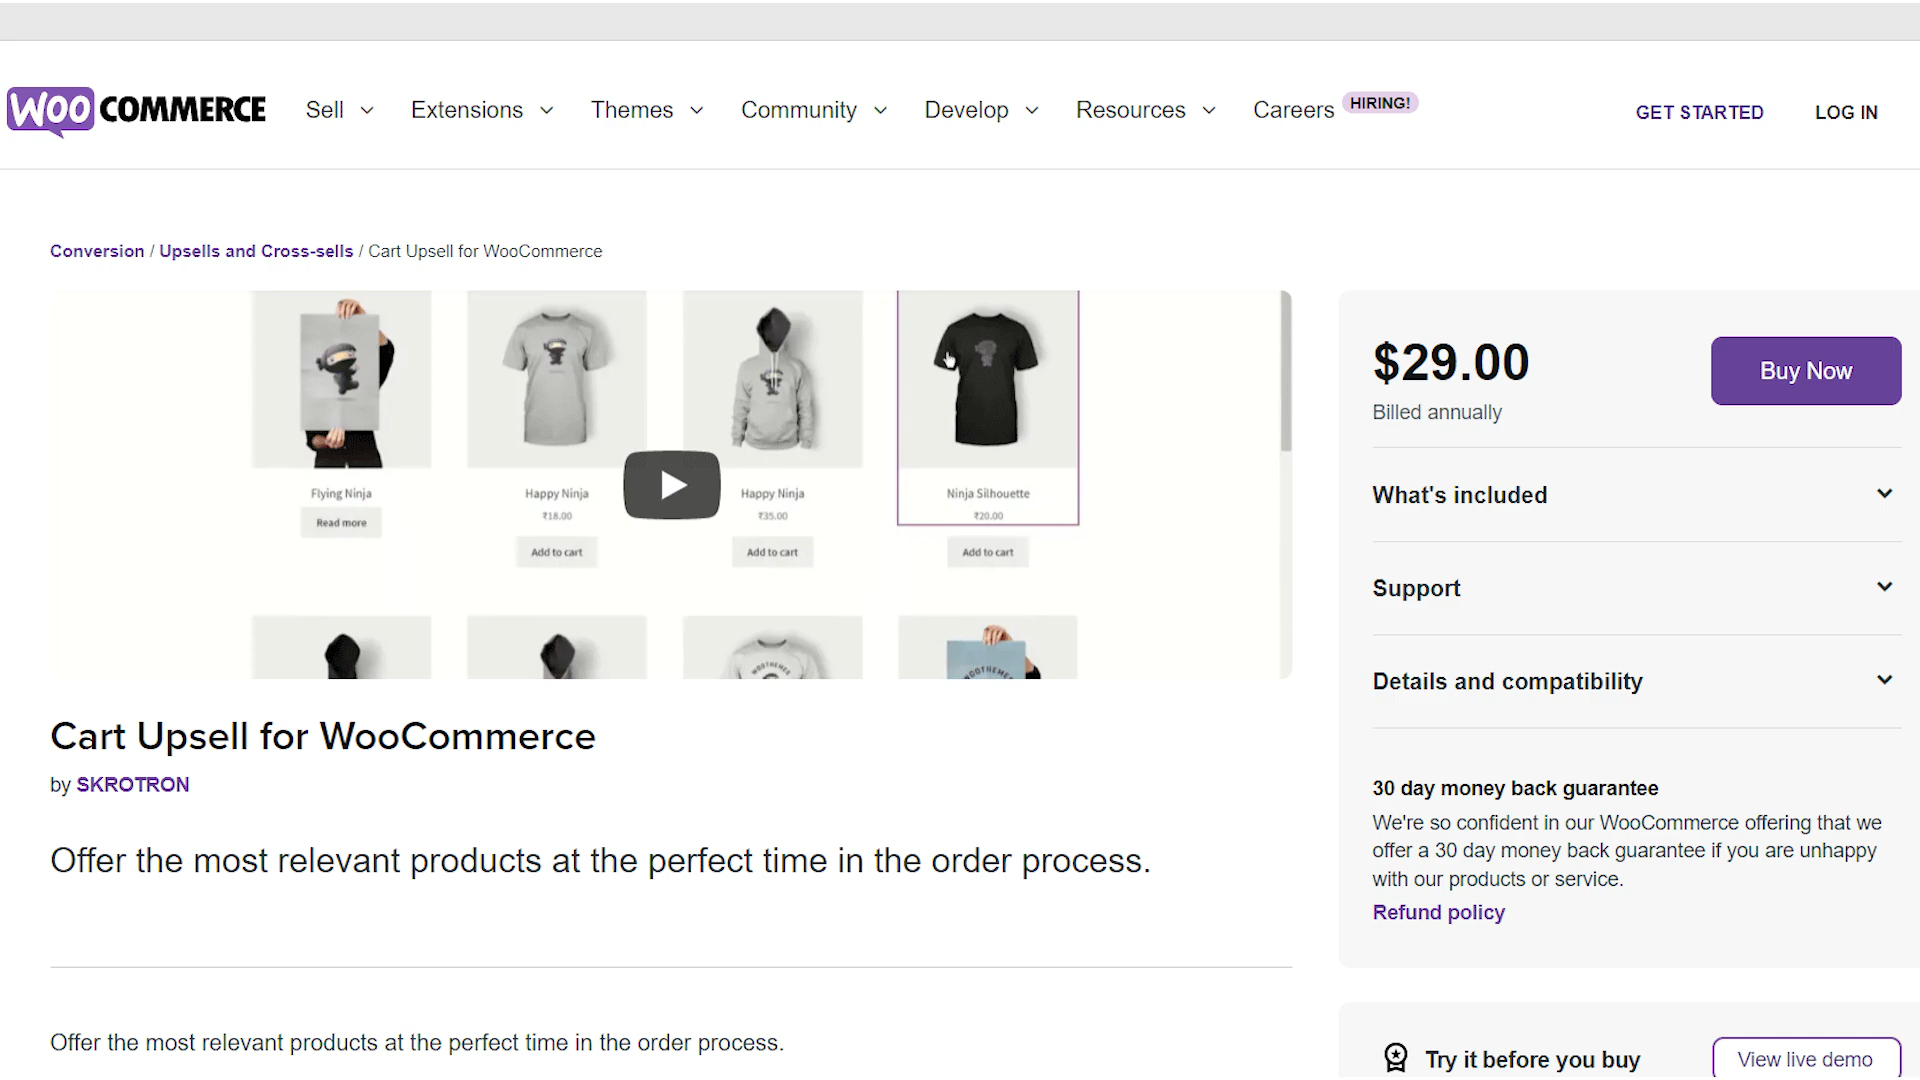 WOO COMMERCE Sell Extensions Themes Community Develop Resources Careers HIRING! GET STARTED LOG IN
Conversion / Upsells and Cross-sells / Cart Upsell for WooCommerce
Flying Ninja
Read more
Happy Ninja
₹18.00
Add to cart
Happy Ninja
₹35.00
Add to cart
Ninja Silhouette
₹20.00
Add to cart
WOOTHEMES
Cart Upsell for WooCommerce
by SKROTRON
Offer the most relevant products at the perfect time in the order process.
Offer the most relevant products at the perfect time in the order process.
$29.00
Billed annually
Buy Now
What's included
Support
Details and compatibility
30 day money back guarantee
We're so confident in our WooCommerce offering that we
offer a 30 day money back guarantee if you are unhappy
with our products or service.
Refund policy
Try it before you buy
View live demo